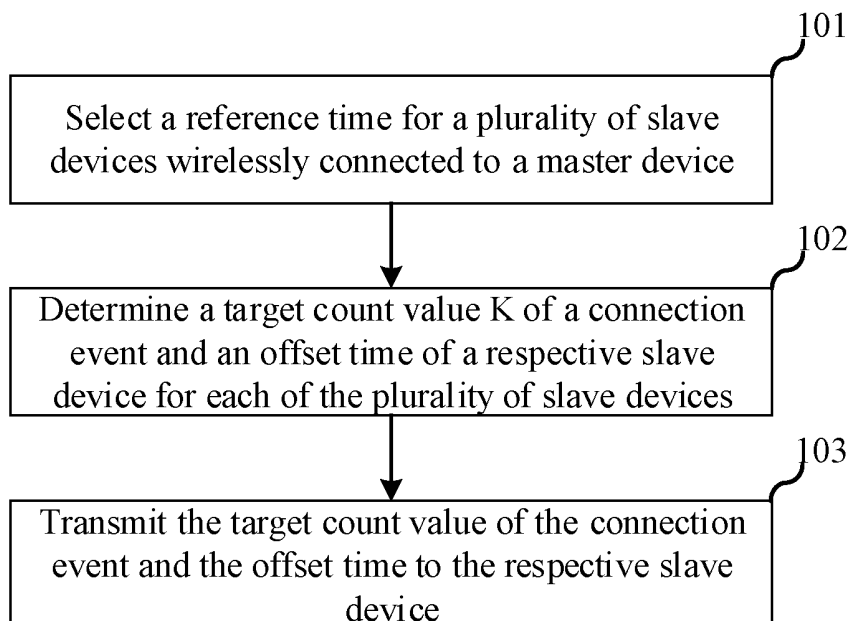 101
Select a reference time for a plurality of slave
devices wirelessly connected to a master device
102
Determine a target count value K of a connection
event and an offset time of a respective slave
device for each of the plurality of slave devices
103
Transmit the target count value of the connection
event and the offset time to the respective slave
device